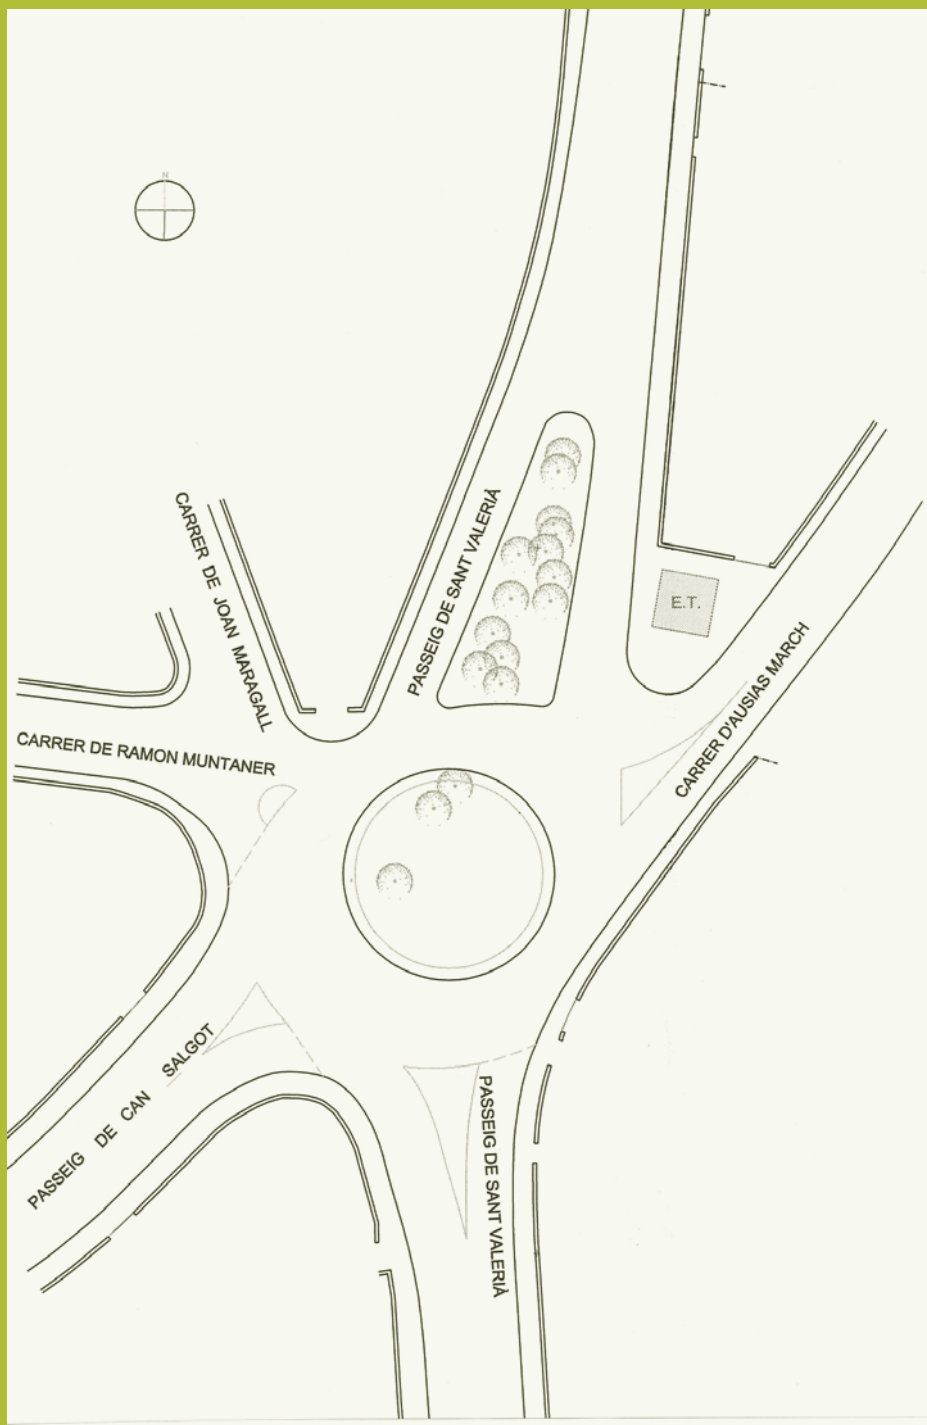 N
CARRER DE JOAN MARAGALL
PASSEIG DE SANT VALERIÀ
E.T.
CARRER DE RAMON MUNTANER
CARRER D'AUSIAS MARCH
PASSEIG DE CAN SALGOT
PASSEIG DE SANT VALERIÀ